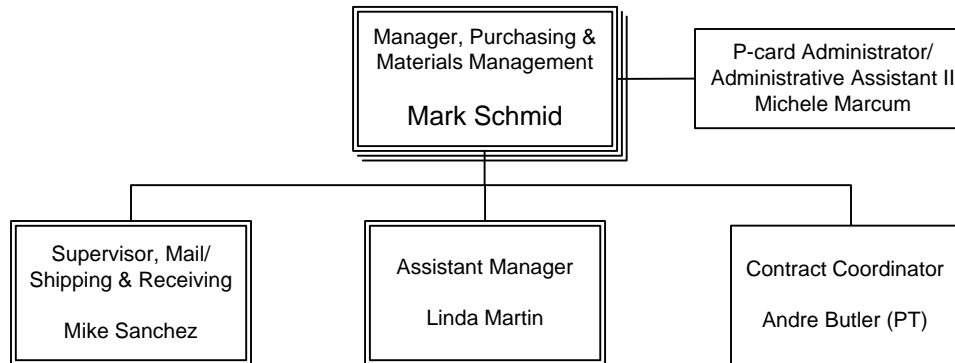 Manager, Purchasing &
Materials Management
Mark Schmid
P-card Administrator/
Administrative Assistant II
Michele Marcum
Supervisor, Mail/
Shipping & Receiving
Mike Sanchez
Assistant Manager
Linda Martin
Contract Coordinator
Andre Butler (PT)